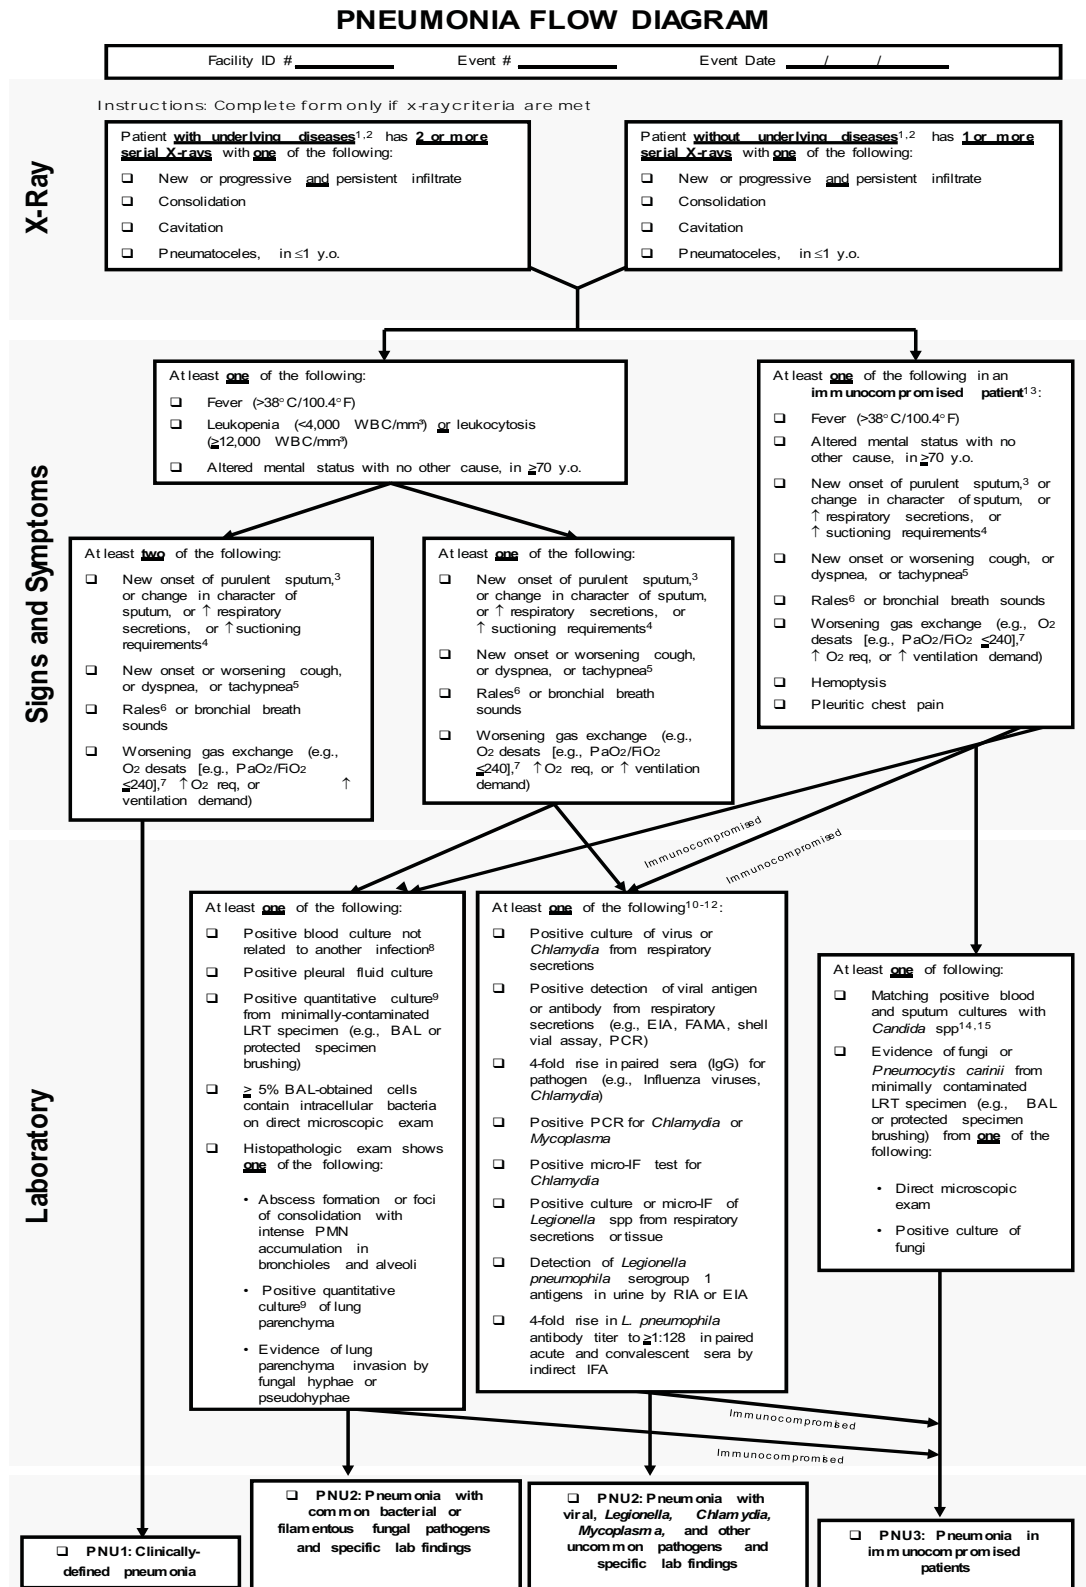 PNEUMONIA FLOW DIAGRAM
Facility ID # Event # Event Date / /
Instructions: Complete form only if x-ray criteria are met
X-Ray
Patient with underlying diseases1,2 has 2 or more
serial X-rays with one of the following:
❑ New or progressive and persistent infiltrate
❑ Consolidation
❑ Cavitation
❑ Pneumatoceles, in ≤1 y.o.
Patient without underlying diseases1,2 has 1 or more
serial X-rays with one of the following:
❑ New or progressive and persistent infiltrate
❑ Consolidation
❑ Cavitation
❑ Pneumatoceles, in ≤1 y.o.
Signs and Symptoms
At least one of the following:
❑ Fever (>38°C/100.4°F)
❑ Leukopenia (<4,000 WBC/mm³) or leukocytosis
(≥12,000 WBC/mm³)
❑ Altered mental status with no other cause, in ≥70 y.o.
At least one of the following in an
immunocompromised patient13:
❑ Fever (>38°C/100.4°F)
❑ Altered mental status with no
other cause, in ≥70 y.o.
❑ New onset of purulent sputum,3 or
change in character of sputum, or
↑ respiratory secretions, or
↑ suctioning requirements4
❑ New onset or worsening cough, or
dyspnea, or tachypnea5
❑ Rales6 or bronchial breath sounds
❑ Worsening gas exchange (e.g., O2
desats [e.g., PaO2/FiO2 ≤240],7
↑ O2 req, or ↑ ventilation demand)
❑ Hemoptysis
❑ Pleuritic chest pain
At least two of the following:
❑ New onset of purulent sputum,3
or change in character of
sputum, or ↑ respiratory
secretions, or ↑ suctioning
requirements4
❑ New onset or worsening cough,
or dyspnea, or tachypnea5
❑ Rales6 or bronchial breath
sounds
❑ Worsening gas exchange (e.g.,
O2 desats [e.g., PaO2/FiO2
≤240],7 ↑ O2 req, or ↑
ventilation demand)
At least one of the following:
❑ New onset of purulent sputum,3
or change in character of sputum,
or ↑ respiratory secretions, or
↑ suctioning requirements4
❑ New onset or worsening cough,
or dyspnea, or tachypnea5
❑ Rales6 or bronchial breath
sounds
❑ Worsening gas exchange (e.g.,
O2 desats [e.g., PaO2/FiO2
≤240],7 ↑ O2 req, or ↑ ventilation
demand)
Immunocompromised
Immunocompromised
Laboratory
At least one of the following:
❑ Positive blood culture not
related to another infection8
❑ Positive pleural fluid culture
❑ Positive quantitative culture9
from minimally-contaminated
LRT specimen (e.g., BAL or
protected specimen
brushing)
❑ ≥ 5% BAL-obtained cells
contain intracellular bacteria
on direct microscopic exam
❑ Histopathologic exam shows
one of the following:
• Abscess formation or foci
of consolidation with
intense PMN
accumulation in
bronchioles and alveoli
• Positive quantitative
culture9 of lung
parenchyma
• Evidence of lung
parenchyma invasion by
fungal hyphae or
pseudohyphae
At least one of the following10-12:
❑ Positive culture of virus or
Chlamydia from respiratory
secretions
❑ Positive detection of viral antigen
or antibody from respiratory
secretions (e.g., EIA, FAMA, shell
vial assay, PCR)
❑ 4-fold rise in paired sera (IgG) for
pathogen (e.g., Influenza viruses,
Chlamydia)
❑ Positive PCR for Chlamydia or
Mycoplasma
❑ Positive micro-IF test for
Chlamydia
❑ Positive culture or micro-IF of
Legionella spp from respiratory
secretions or tissue
❑ Detection of Legionella
pneumophila serogroup 1
antigens in urine by RIA or EIA
❑ 4-fold rise in L. pneumophila
antibody titer to ≥1:128 in paired
acute and convalescent sera by
indirect IFA
At least one of following:
❑ Matching positive blood
and sputum cultures with
Candida spp14,15
❑ Evidence of fungi or
Pneumocytis carinii from
minimally contaminated
LRT specimen (e.g., BAL
or protected specimen
brushing) from one of the
following:
• Direct microscopic
exam
• Positive culture of
fungi
Immunocompromised
Immunocompromised
❑ PNU1: Clinically-
defined pneumonia
❑ PNU2: Pneumonia with
common bacterial or
filamentous fungal pathogens
and specific lab findings
❑ PNU2: Pneumonia with
viral, Legionella, Chlamydia,
Mycoplasma, and other
uncommon pathogens and
specific lab findings
❑ PNU3: Pneumonia in
immunocompromised
patients